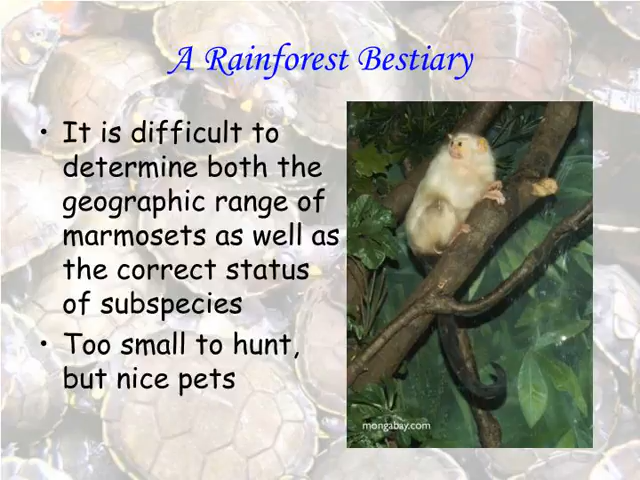 A Rainforest Bestiary
• It is difficult to
determine both the
geographic range of
marmosets as well as
the correct status
of subspecies
• Too small to hunt,
but nice pets
mongabay.com